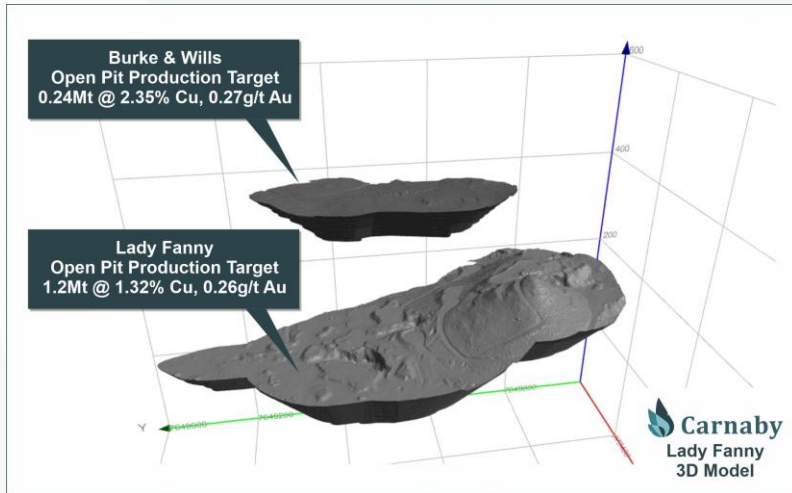 Burke & Wills
Open Pit Production Target
0.24Mt @ 2.35% Cu, 0.27g/t Au
Lady Fanny
Open Pit Production Target
1.2Mt @ 1.32% Cu, 0.26g/t Au
400
200
Y
Carnaby
Lady Fanny
3D Model